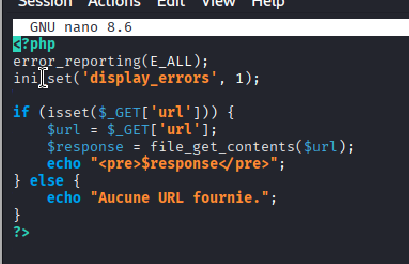 Session Actions Edit View Help
GNU nano 8.6
<?php
error_reporting(E_ALL);
ini_set('display_errors', 1);
if (isset($_GET['url'])) {
$url = $_GET['url'];
$response = file_get_contents($url);
echo "<pre>$response</pre>";
} else {
echo "Aucune URL fournie.";
}
?>